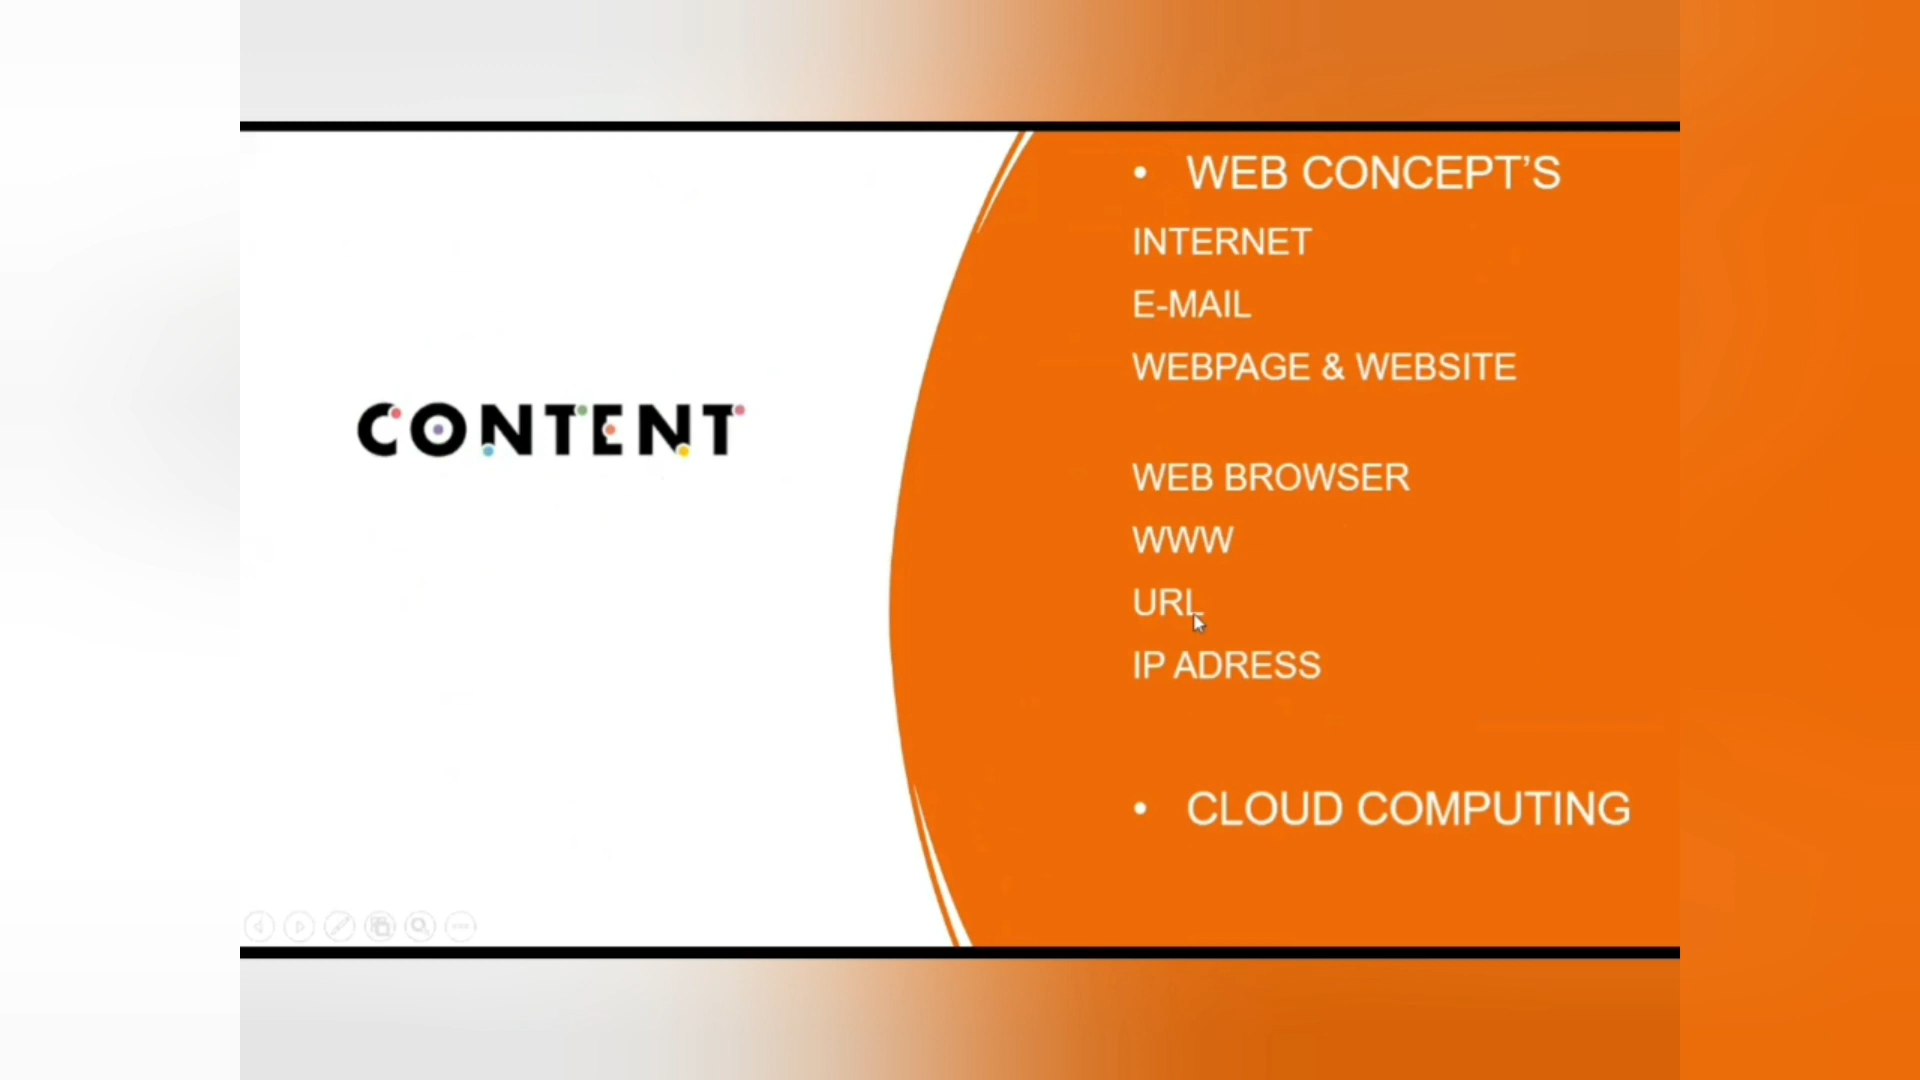 CONTENT
• WEB CONCEPT’S
INTERNET
E-MAIL
WEBPAGE & WEBSITE
WEB BROWSER
WWW
URL
IP ADRESS
• CLOUD COMPUTING